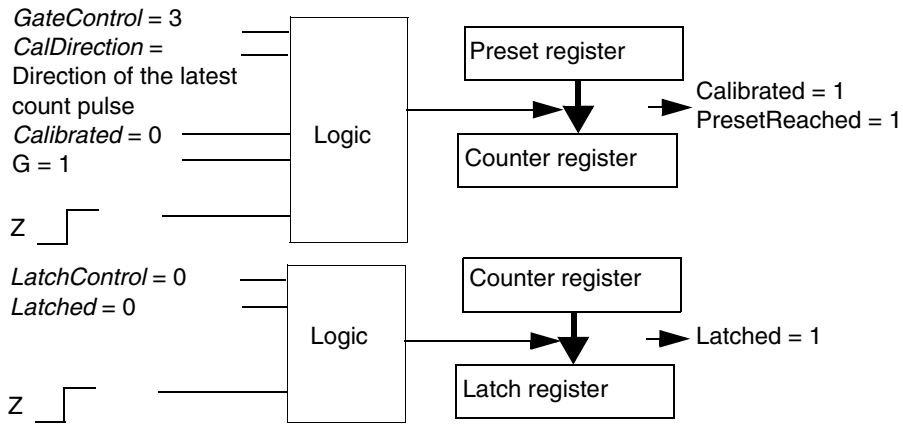 GateControl = 3
CalDirection =
Direction of the latest
count pulse
Calibrated = 0
G = 1
Z
Logic
Preset register
Counter register
Calibrated = 1
PresetReached = 1
LatchControl = 0
Latched = 0
Z
Logic
Counter register
Latch register
Latched = 1